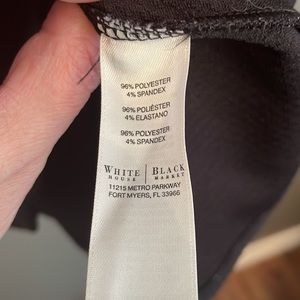 96% POLYESTER
4% SPANDEX
96% POLIÉSTER
4% ELASTANO
96% POLYESTER
4% SPANDEX
WHITE | BLACK
HOUSE | MARKET
11215 METRO PARKWAY
FORT MYERS, FL 33966